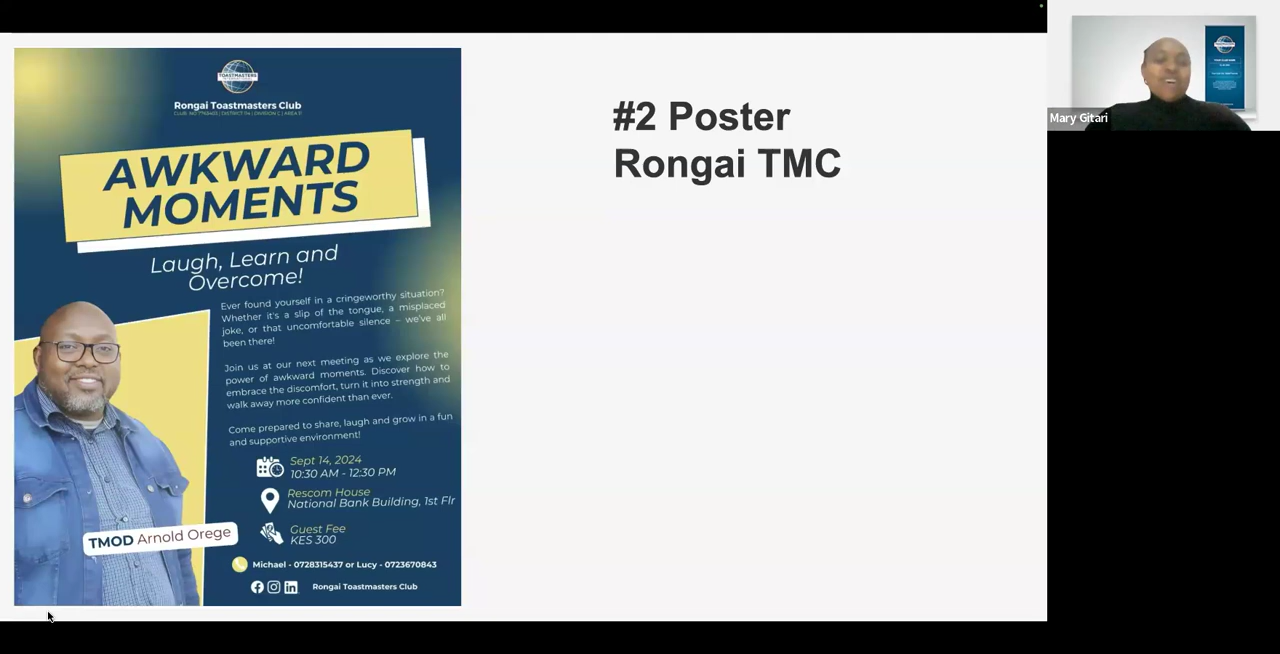 TOASTMASTERS
INTERNATIONAL
Rongai Toastmasters Club
AWKWARD
MOMENTS
Laugh, Learn and
Overcome!
Ever found yourself in a cringeworthy situation?
Whether it's a slip of the tongue, a misplaced
joke, or that uncomfortable silence – we've all
been there!
Join us at our next meeting as we explore the
power of awkward moments. Discover how to
embrace the discomfort, turn it into strength and
walk away more confident than ever.
Come prepared to share, laugh and grow in a fun
and supportive environment!
Sept 14, 2024
10:30 AM - 12:30 PM
Rescom House
National Bank Building, 1st Flr
Guest Fee
KES 300
TMOD Arnold Orege
Michael - 0728315437 or Lucy - 0723670843
Rongai Toastmasters Club
#2 Poster
Rongai TMC
Mary Gitari